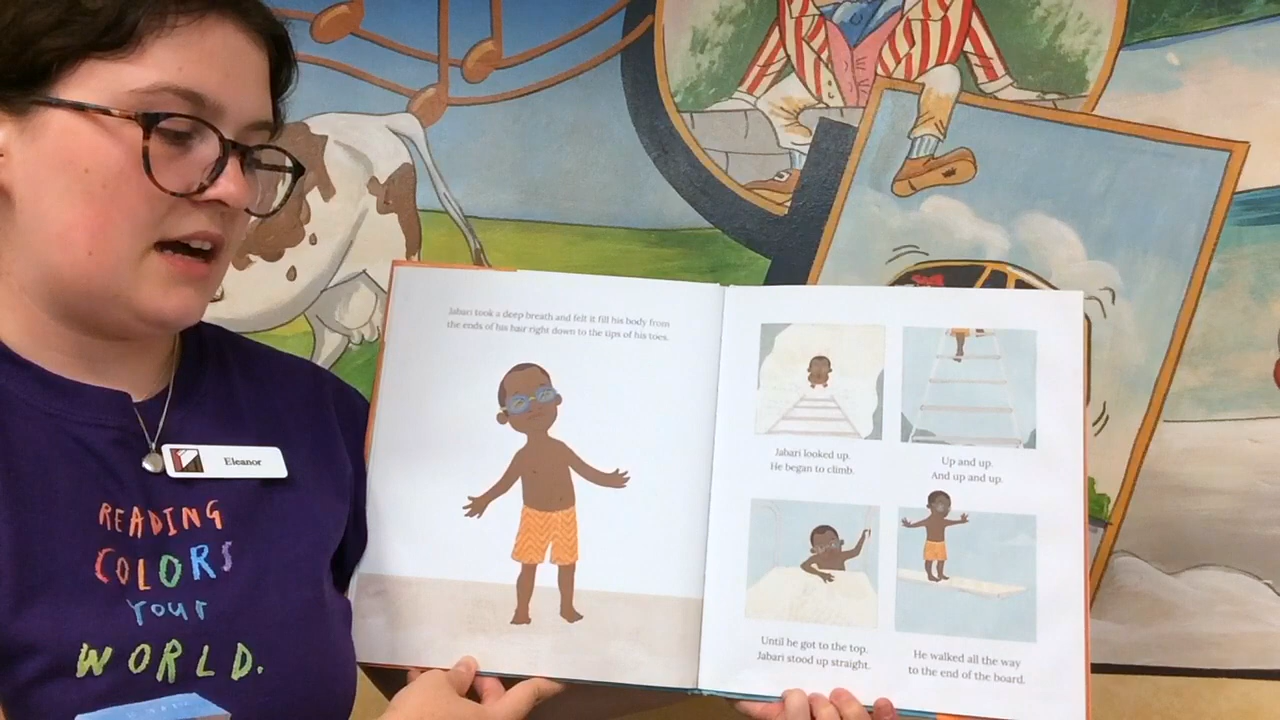 Eleanor
READING
COLORS
YOUR
WORLD.
Jabari took a deep breath and felt it fill his body from
the ends of his hair right down to the tips of his toes.
Jabari looked up.
He began to climb.
Up and up.
And up and up.
Until he got to the top.
Jabari stood up straight.
He walked all the way
to the end of the board.